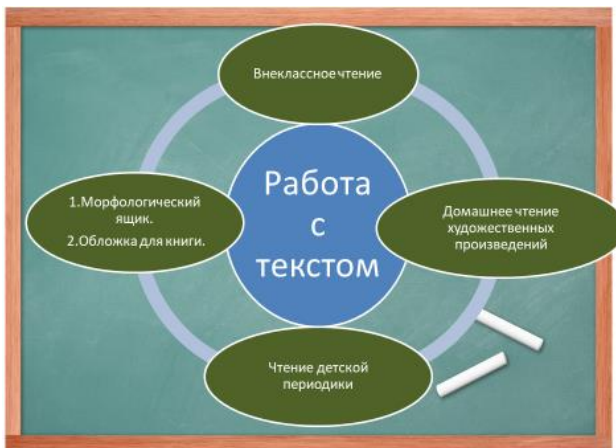 Внеклассное чтение
Работа
с
текстом
1.Морфологический
ящик.
2.Обложка для книги.
Домашнее чтение
художественных
произведений
Чтение детской
периодики